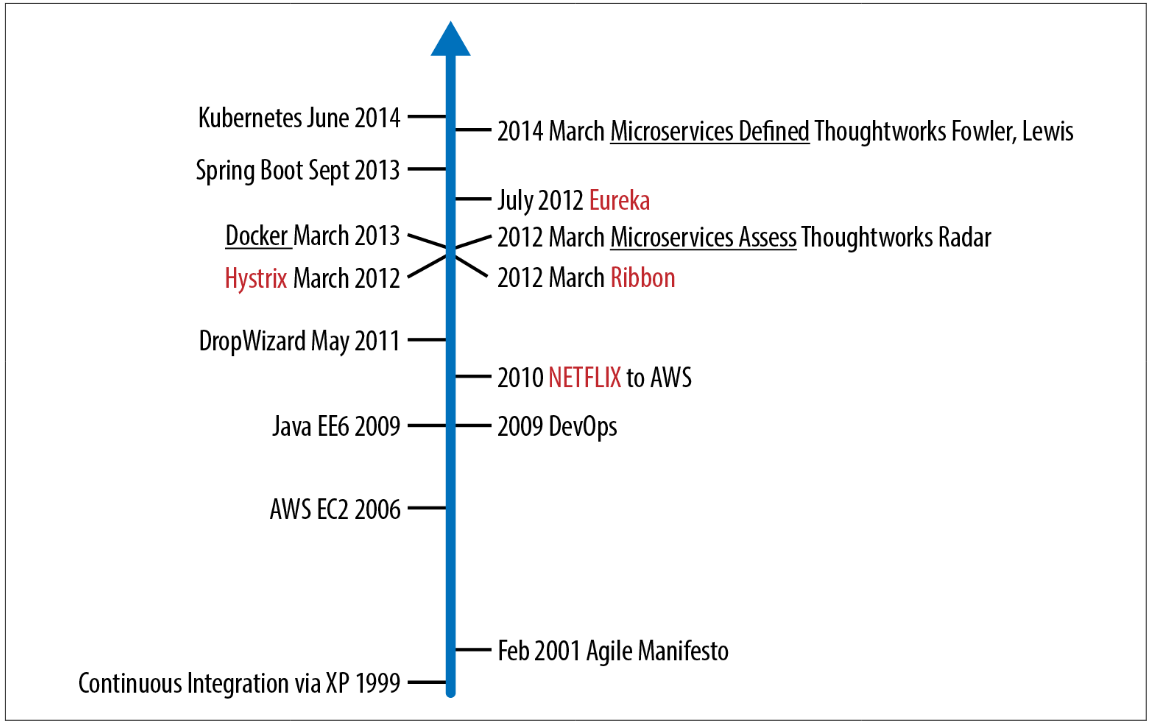 Kubernetes June 2014
2014 March Microservices Defined Thoughtworks Fowler, Lewis
Spring Boot Sept 2013
July 2012 Eureka
Docker March 2013
2012 March Microservices Assess Thoughtworks Radar
Hystrix March 2012
2012 March Ribbon
DropWizard May 2011
2010 NETFLIX to AWS
Java EE6 2009
2009 DevOps
AWS EC2 2006
Feb 2001 Agile Manifesto
Continuous Integration via XP 1999